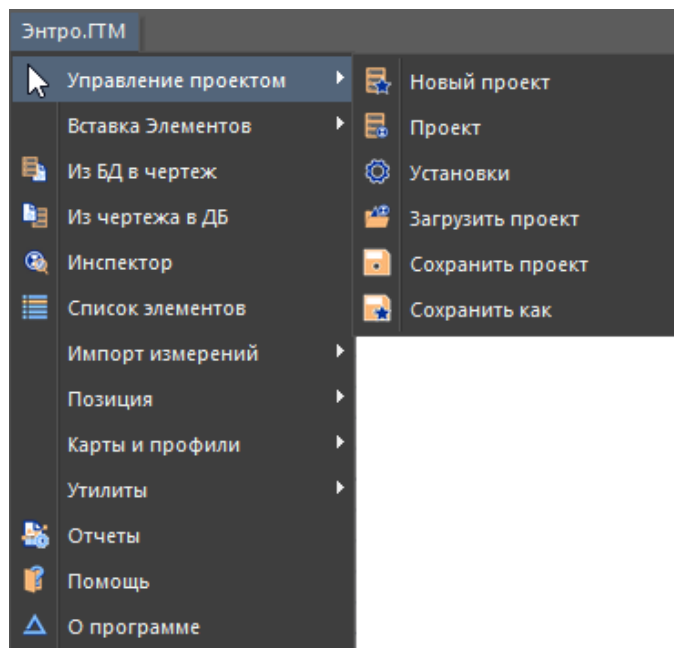 Энтро.ГТМ
Управление проектом
Вставка Элементов
Из БД в чертеж
Из чертежа в ДБ
Инспектор
Список элементов
Импорт измерений
Позиция
Карты и профили
Утилиты
Отчеты
Помощь
О программе
Новый проект
Проект
Установки
Загрузить проект
Сохранить проект
Сохранить как